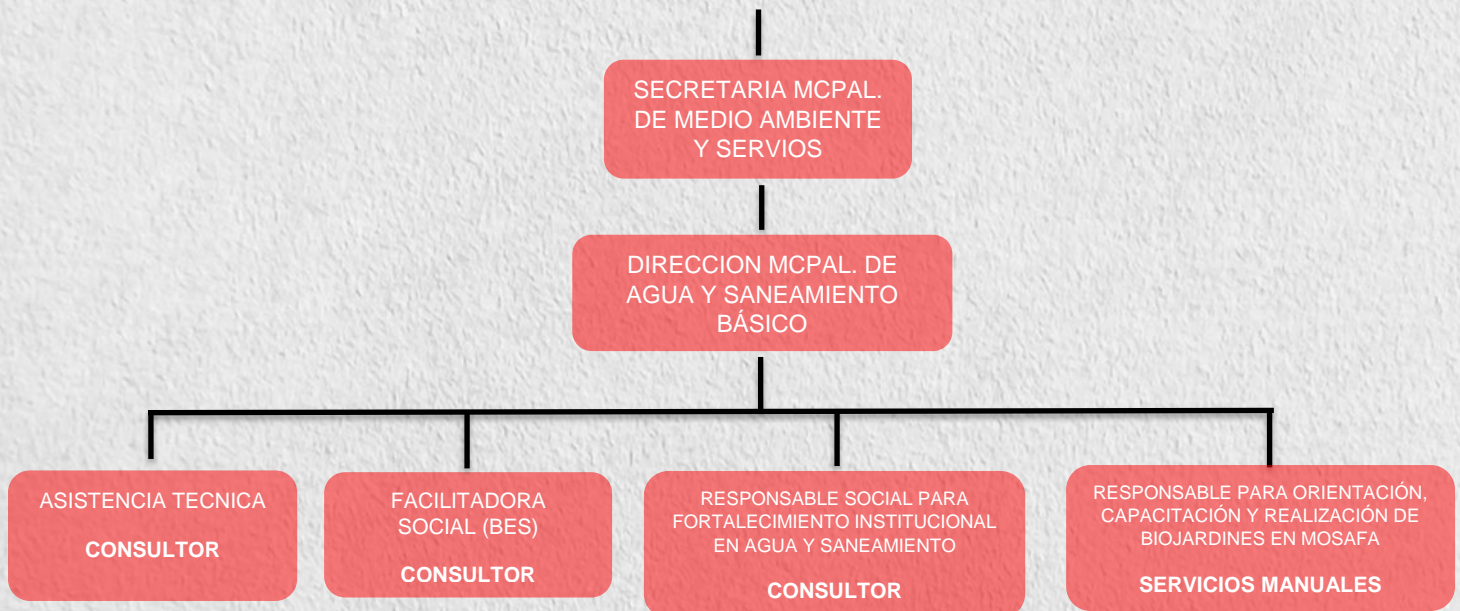 SECRETARIA MCPAL.
DE MEDIO AMBIENTE
Y SERVIOS
DIRECCION MCPAL. DE
AGUA Y SANEAMIENTO
BÁSICO
ASISTENCIA TECNICA
CONSULTOR
FACILITADORA
SOCIAL (BES)
CONSULTOR
RESPONSABLE SOCIAL PARA
FORTALECIMIENTO INSTITUCIONAL
EN AGUA Y SANEAMIENTO
CONSULTOR
RESPONSABLE PARA ORIENTACIÓN,
CAPACITACIÓN Y REALIZACIÓN DE
BIOJARDINES EN MOSAFA
SERVICIOS MANUALES